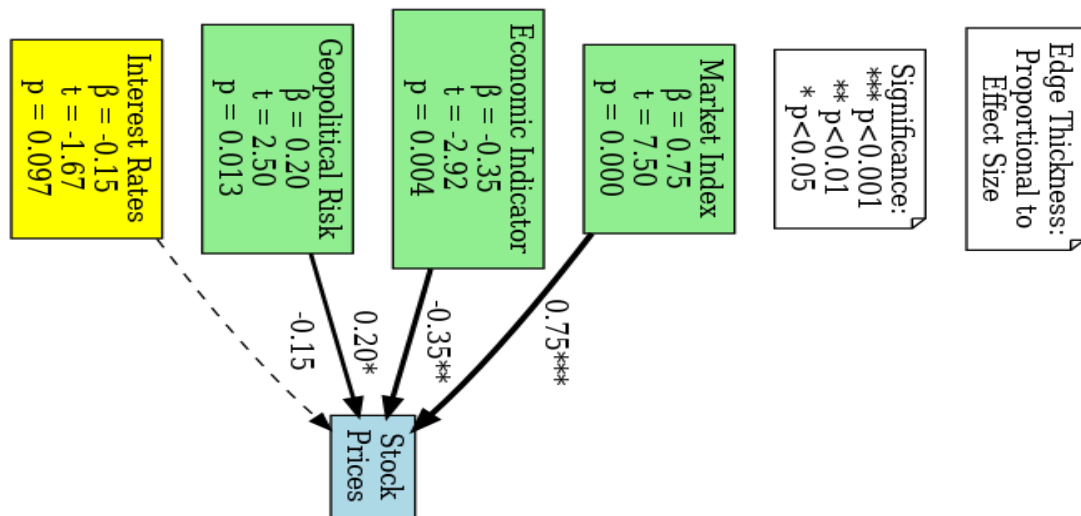 Edge Thickness:
Proportional to
Effect Size
Significance:
*** p<0.001
** p<0.01
* p<0.05
Market Index
β = 0.75
t = 7.50
p = 0.000
Economic Indicator
β = -0.35
t = -2.92
p = 0.004
Geopolitical Risk
β = 0.20
t = 2.50
p = 0.013
Interest Rates
β = -0.15
t = -1.67
p = 0.097
0.75***
-0.35**
0.20*
-0.15
Stock
Prices